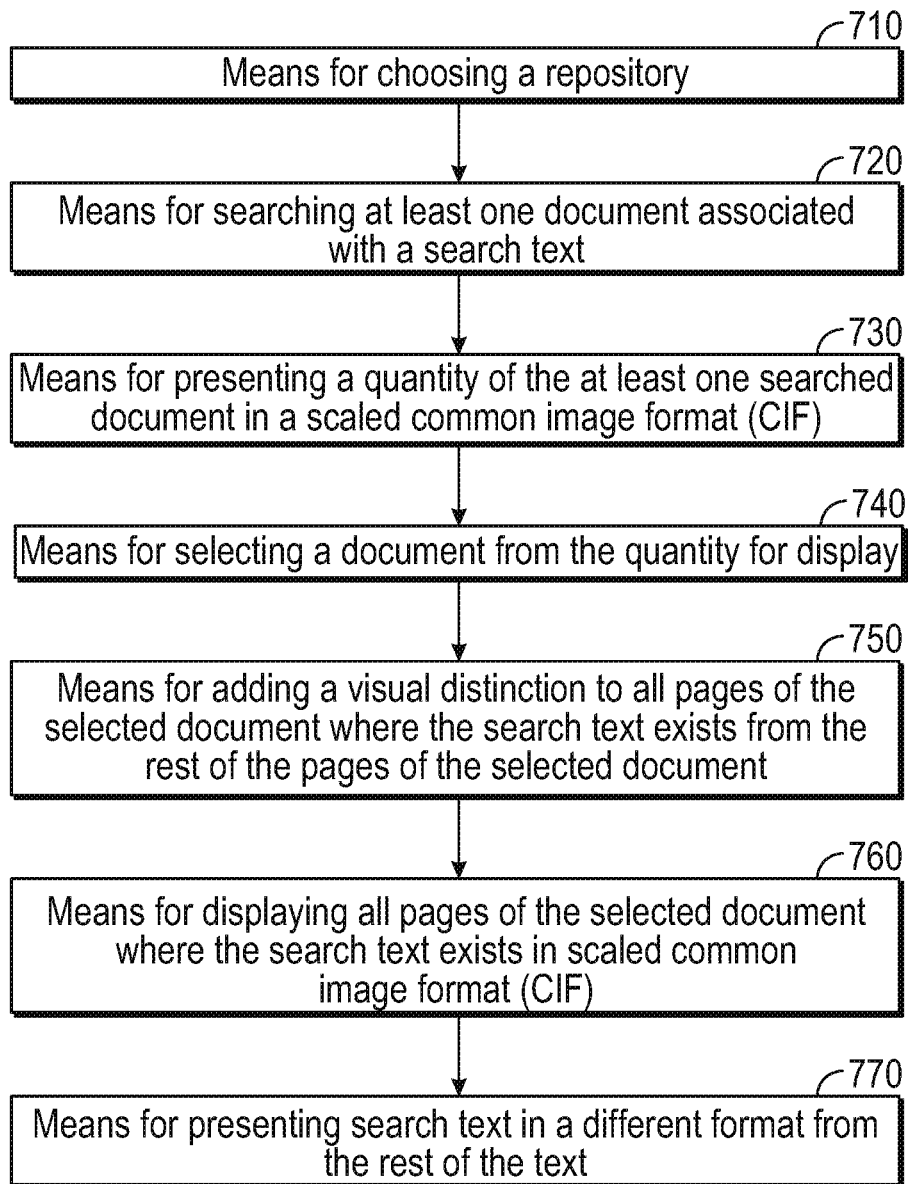 710
Means for choosing a repository
720
Means for searching at least one document associated
with a search text
730
Means for presenting a quantity of the at least one searched
document in a scaled common image format (CIF)
740
Means for selecting a document from the quantity for display
750
Means for adding a visual distinction to all pages of the
selected document where the search text exists from the
rest of the pages of the selected document
760
Means for displaying all pages of the selected document
where the search text exists in scaled common
image format (CIF)
770
Means for presenting search text in a different format from
the rest of the text